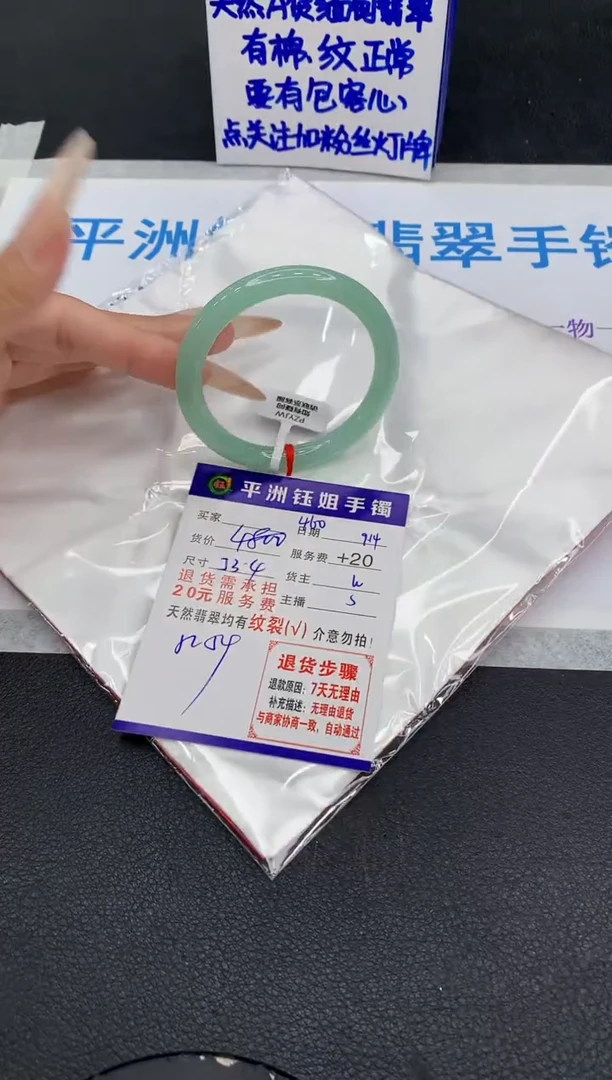 天然A货缅甸翡翠
有棉、纹正常
要有包容心
点关注加粉丝灯牌
平洲 翡翠手镯
一物一
PZYJW
平洲钰姐手镯
买家 460 日期 9.14
货价 4800 服务费 +20
尺寸 53.4 货主 W
退货需承担
20元服务费 主播 S
天然翡翠均有纹裂(√) 介意勿拍!
退货步骤
退款原因：7天无理由
补充描述：无理由退货
与商家协商一致，自动通过